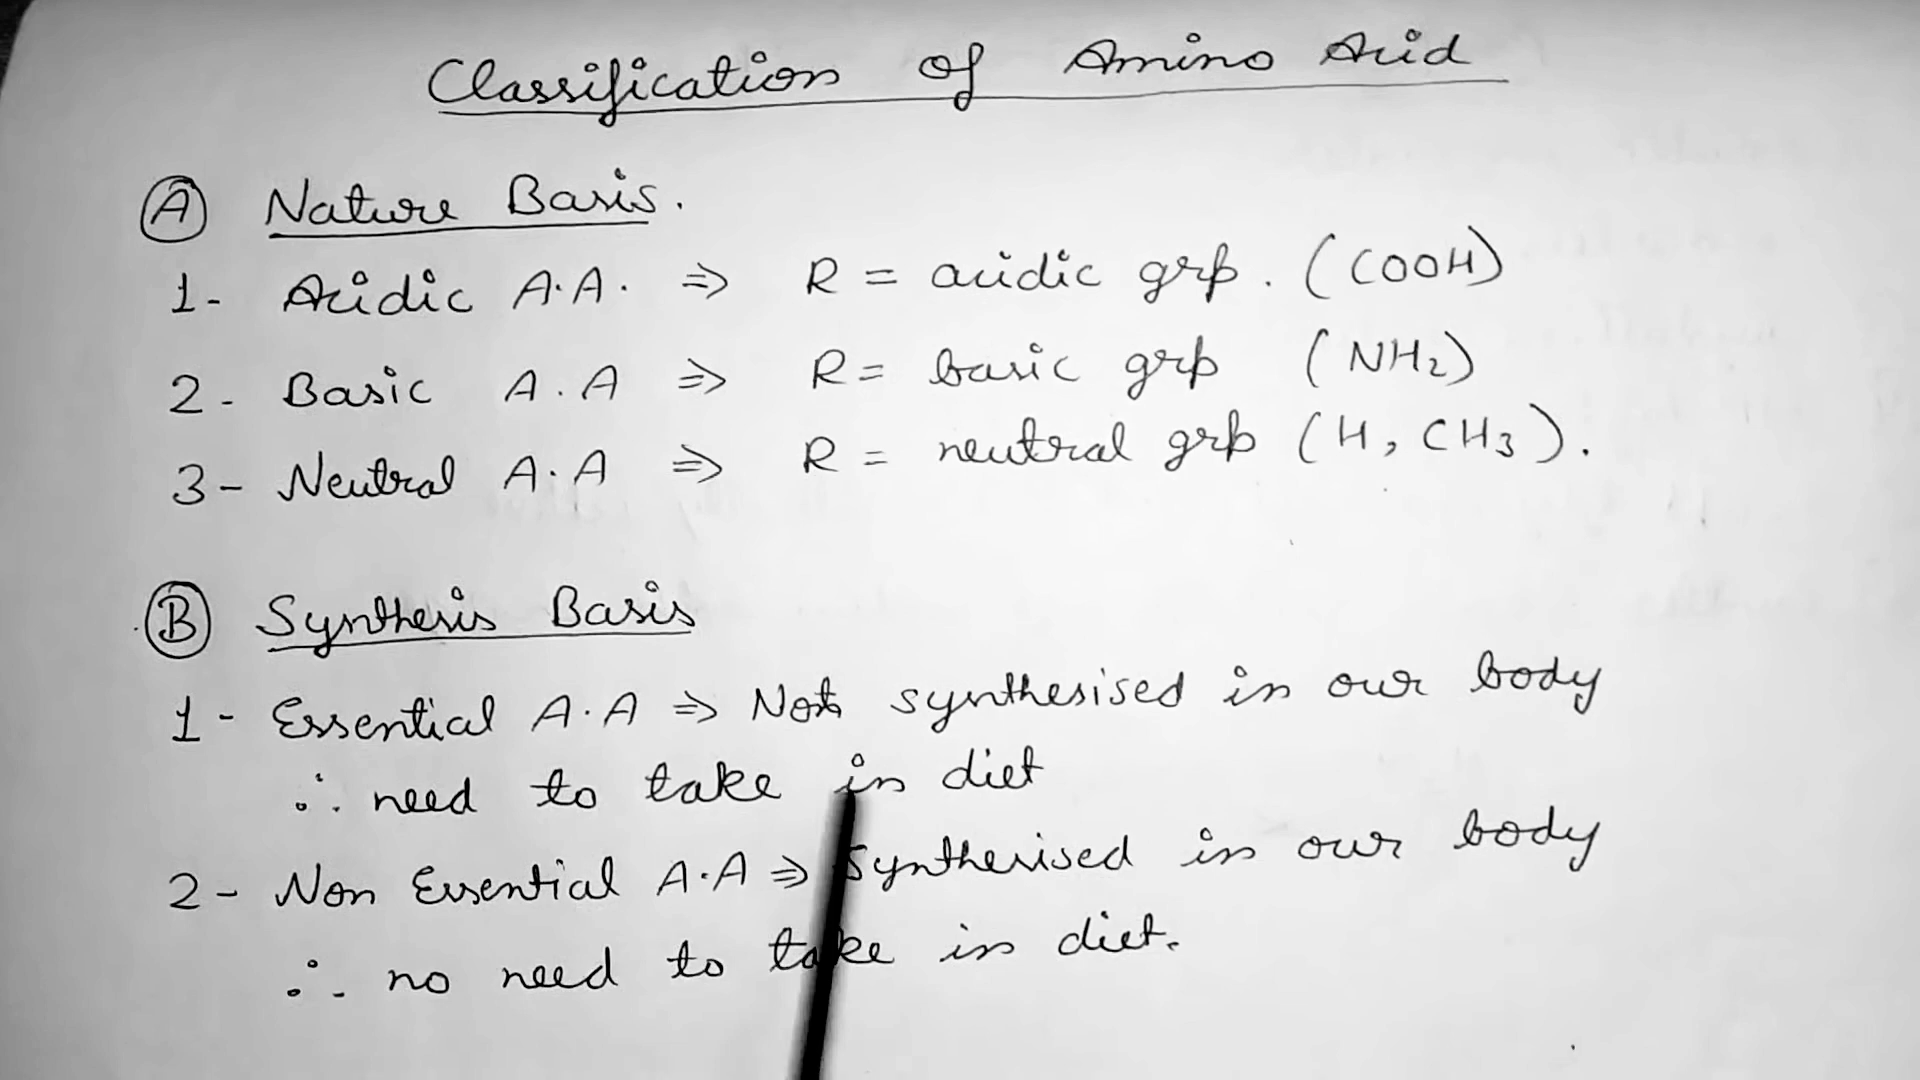 Classification of Amino Acid
A Nature Basis.
1- Acidic A.A. ⇒ R = acidic grp. (COOH)
2- Basic A.A ⇒ R = basic grp (NH2)
3- Neutral A.A ⇒ R = neutral grp (H, CH3).
B Synthesis Basis
1- Essential A.A ⇒ Not synthesised in our body
∴ need to take in diet
2- Non Essential A.A ⇒ Synthesised in our body
∴ no need to take in diet.